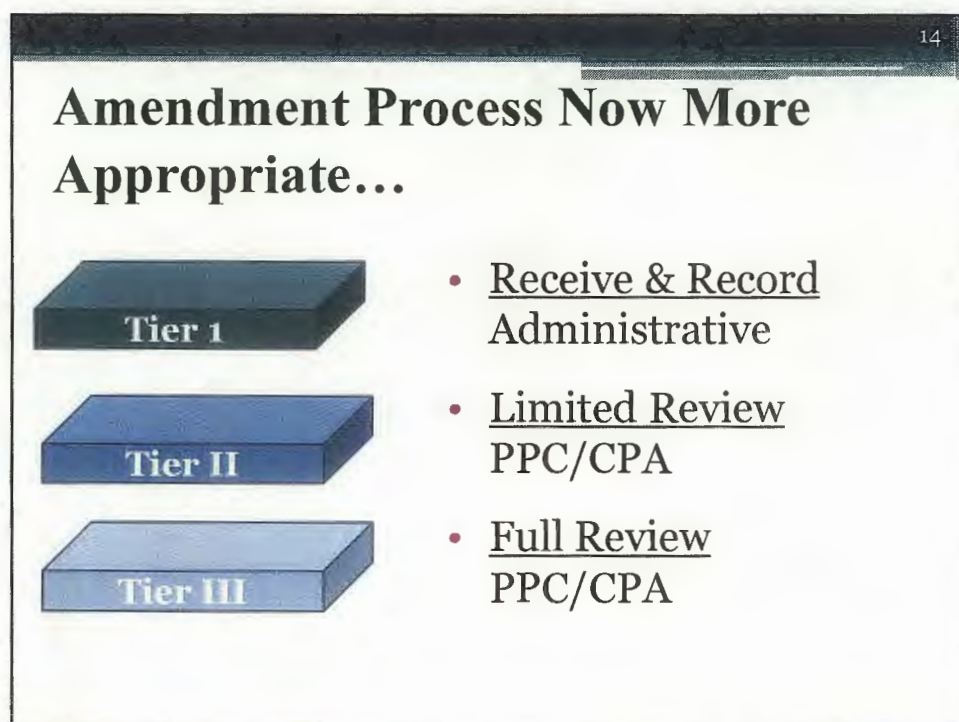 14
Amendment Process Now More
Appropriate...
Tier 1
• Receive & Record
Administrative
Tier II
• Limited Review
PPC/CPA
Tier III
• Full Review
PPC/CPA